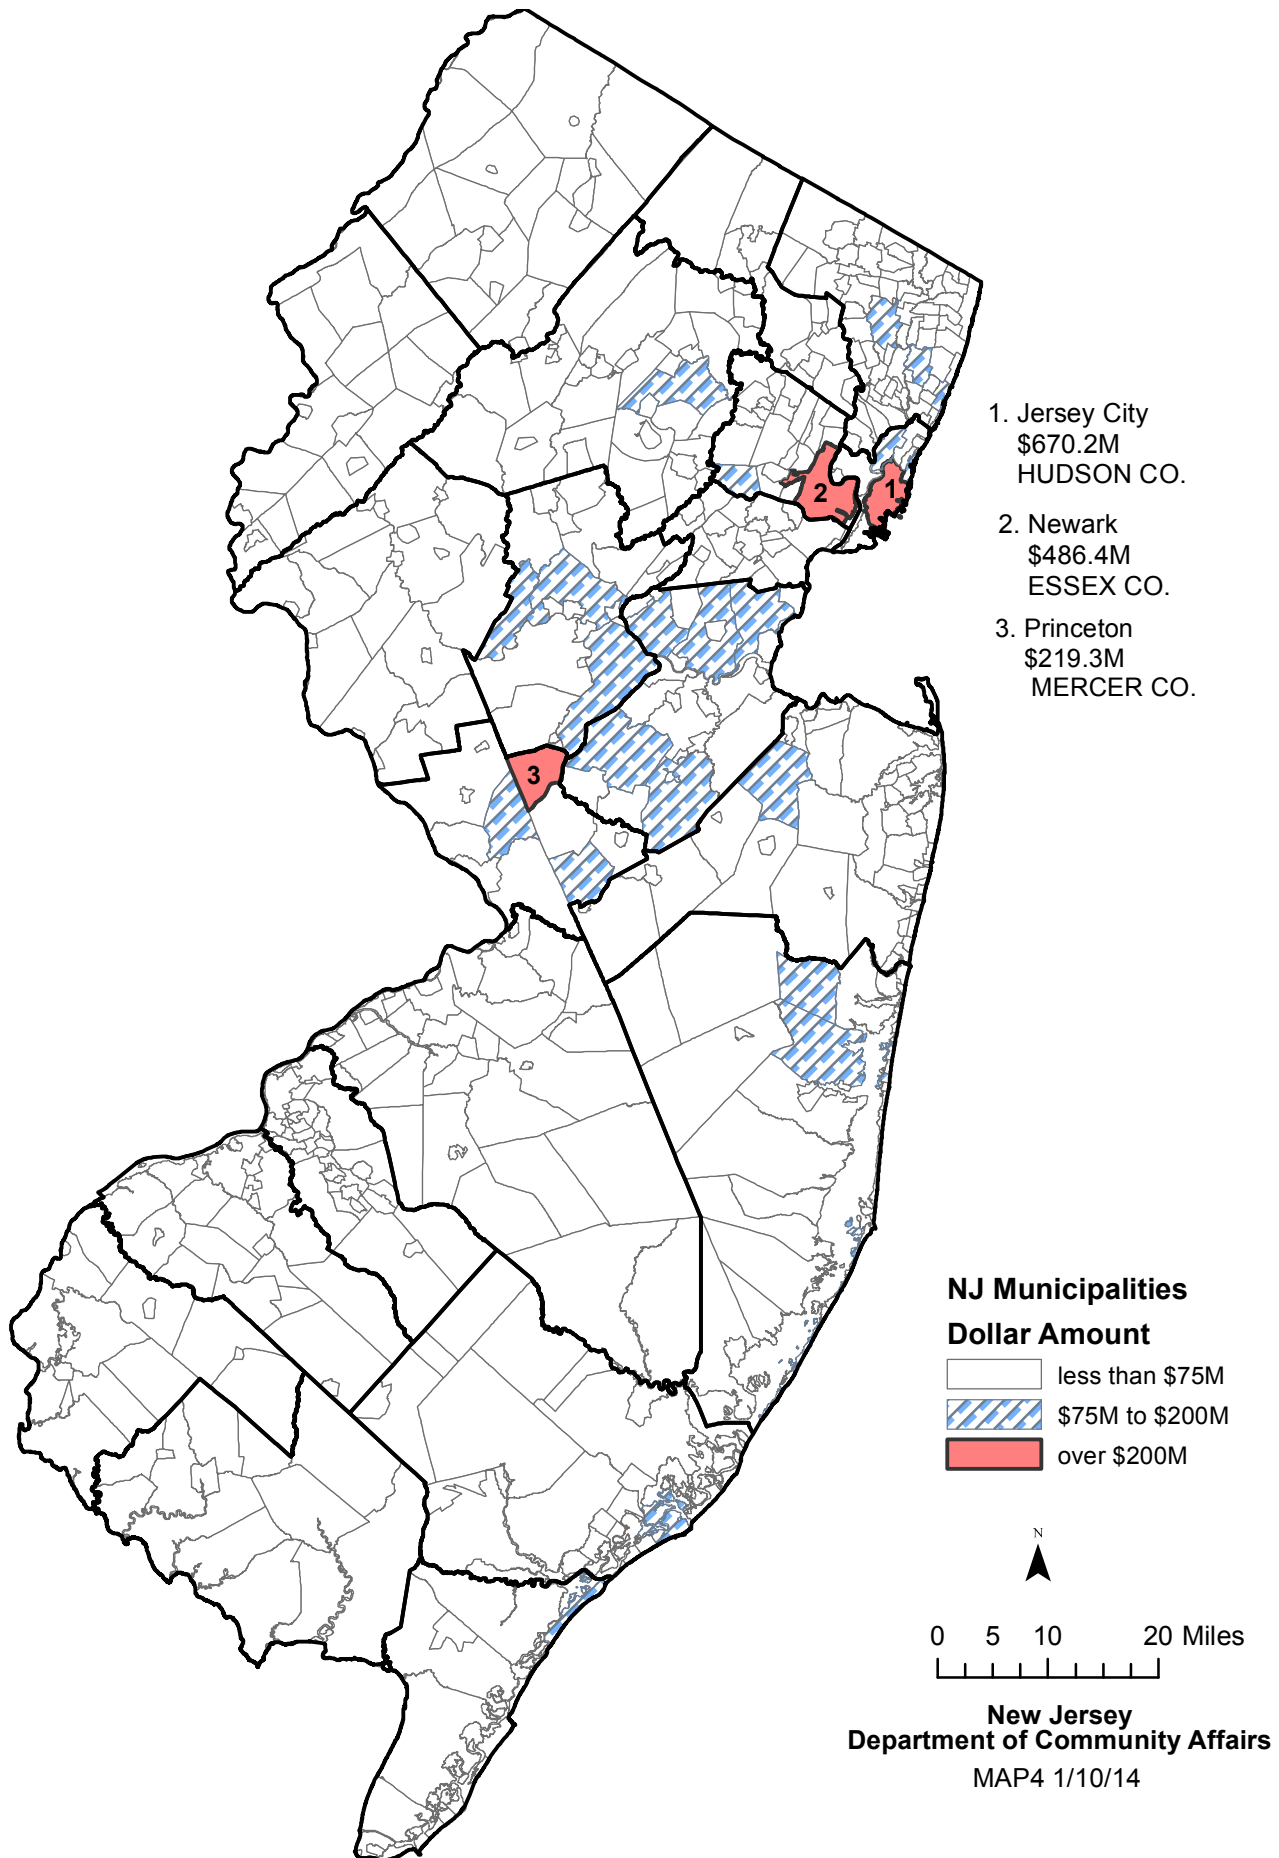 1. Jersey City
$670.2M
HUDSON CO.
2. Newark
$486.4M
ESSEX CO.
3. Princeton
$219.3M
MERCER CO.
2
1
3
NJ Municipalities
Dollar Amount
less than $75M
$75M to $200M
over $200M
N
0 5 10 20 Miles
New Jersey
Department of Community Affairs
MAP4 1/10/14